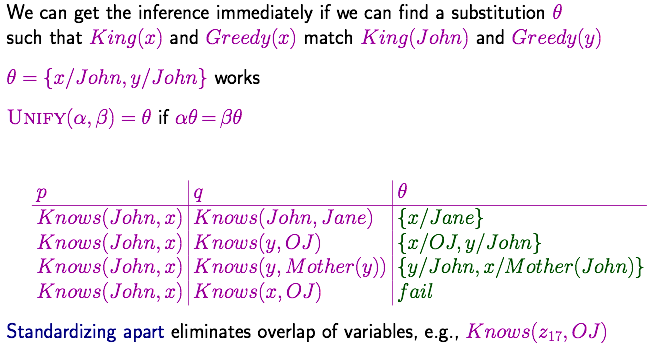 We can get the inference immediately if we can find a substitution θ
such that King(x) and Greedy(x) match King(John) and Greedy(y)
θ = {x/John, y/John} works
UNIFY(α, β) = θ if αθ = βθ
p q θ
Knows(John, x) Knows(John, Jane) {x/Jane}
Knows(John, x) Knows(y, OJ) {x/OJ, y/John}
Knows(John, x) Knows(y, Mother(y)) {y/John, x/Mother(John)}
Knows(John, x) Knows(x, OJ) fail
Standardizing apart eliminates overlap of variables, e.g., Knows(z₁₇, OJ)